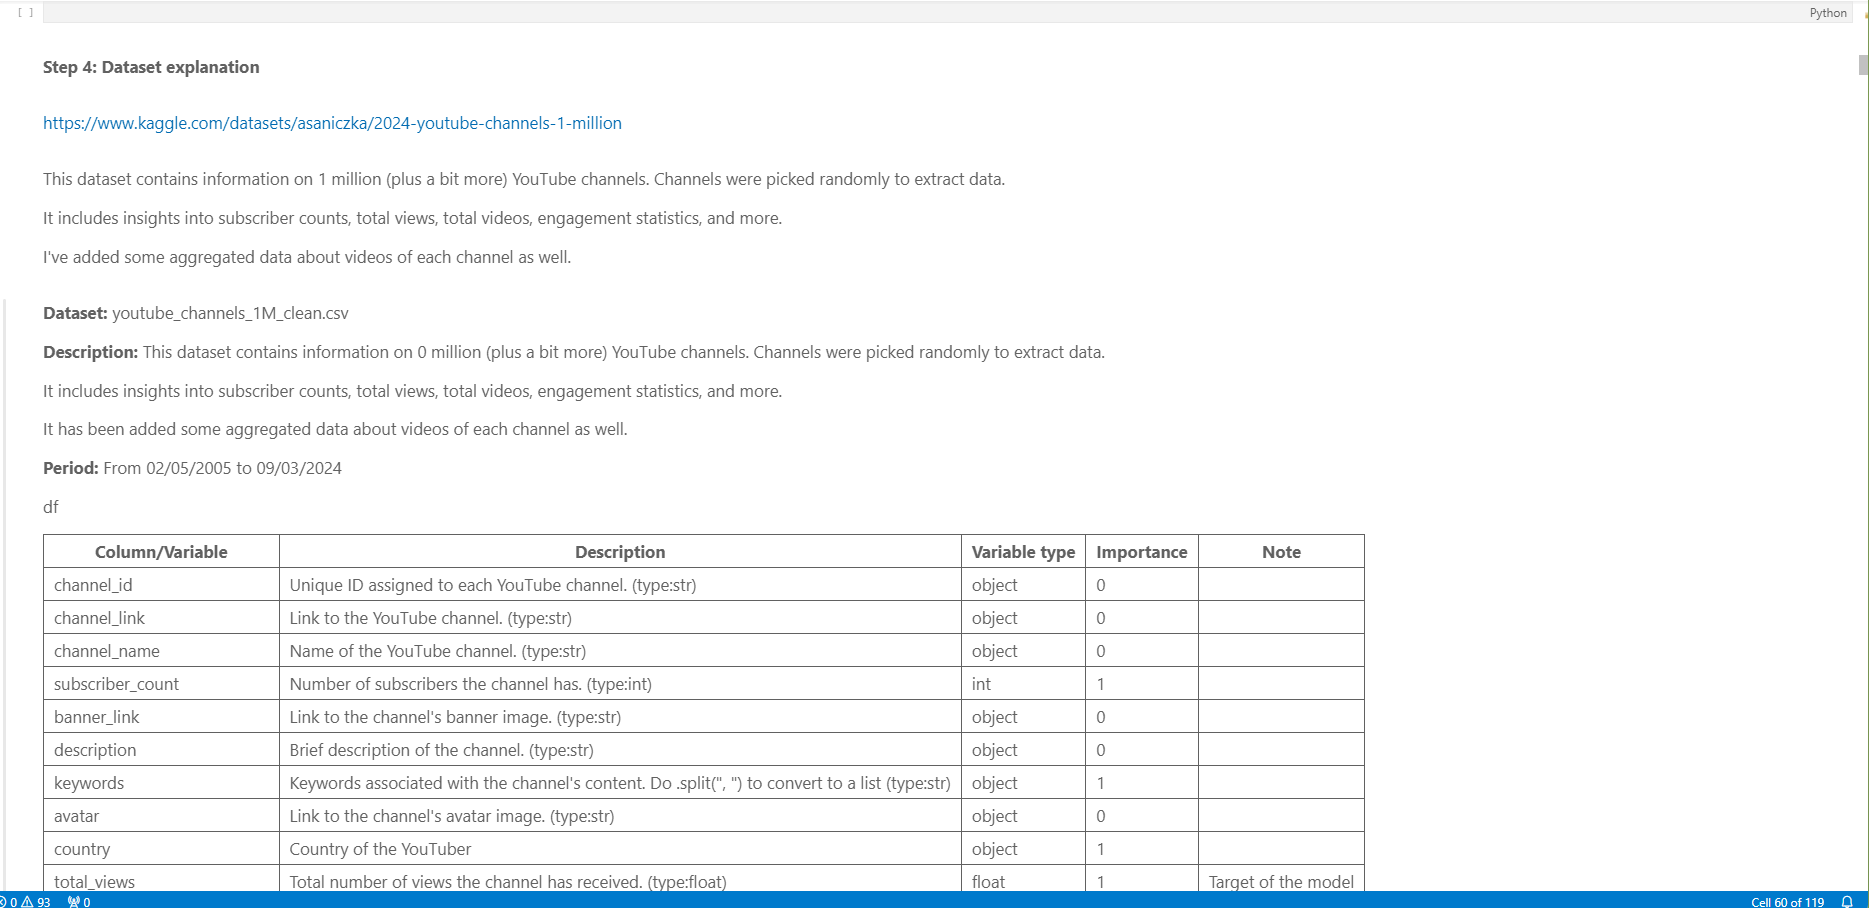 [ ]
Python
Step 4: Dataset explanation
https://www.kaggle.com/datasets/asaniczka/2024-youtube-channels-1-million
This dataset contains information on 1 million (plus a bit more) YouTube channels. Channels were picked randomly to extract data.
It includes insights into subscriber counts, total views, total videos, engagement statistics, and more.
I've added some aggregated data about videos of each channel as well.
Dataset: youtube_channels_1M_clean.csv
Description: This dataset contains information on 0 million (plus a bit more) YouTube channels. Channels were picked randomly to extract data.
It includes insights into subscriber counts, total views, total videos, engagement statistics, and more.
It has been added some aggregated data about videos of each channel as well.
Period: From 02/05/2005 to 09/03/2024
df
Column/Variable Description Variable type Importance Note
channel_id Unique ID assigned to each YouTube channel. (type:str) object 0
channel_link Link to the YouTube channel. (type:str) object 0
channel_name Name of the YouTube channel. (type:str) object 0
subscriber_count Number of subscribers the channel has. (type:int) int 1
banner_link Link to the channel's banner image. (type:str) object 0
description Brief description of the channel. (type:str) object 0
keywords Keywords associated with the channel's content. Do .split(", ") to convert to a list (type:str) object 1
avatar Link to the channel's avatar image. (type:str) object 0
country Country of the YouTuber object 1
total_views Total number of views the channel has received. (type:float) float 1 Target of the model
0 93 0 Cell 60 of 119